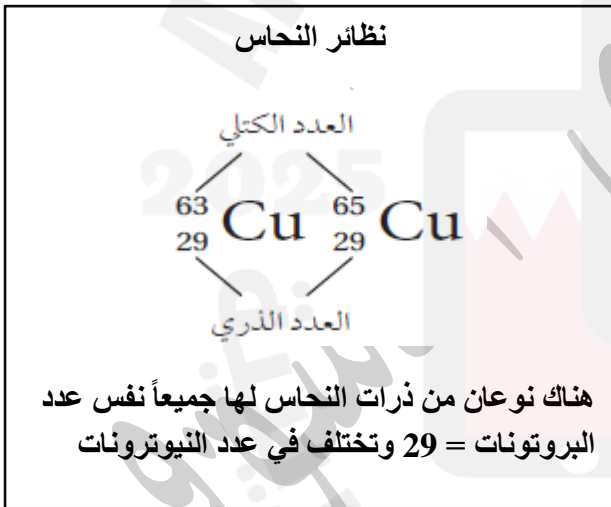 نظائر النحاس
العدد الكتلي
63 Cu 65 Cu
29 29
العدد الذري
هناك نوعان من ذرات النحاس لها جميعاً نفس عدد
البروتونات = 29 وتختلف في عدد النيوترونات
2025